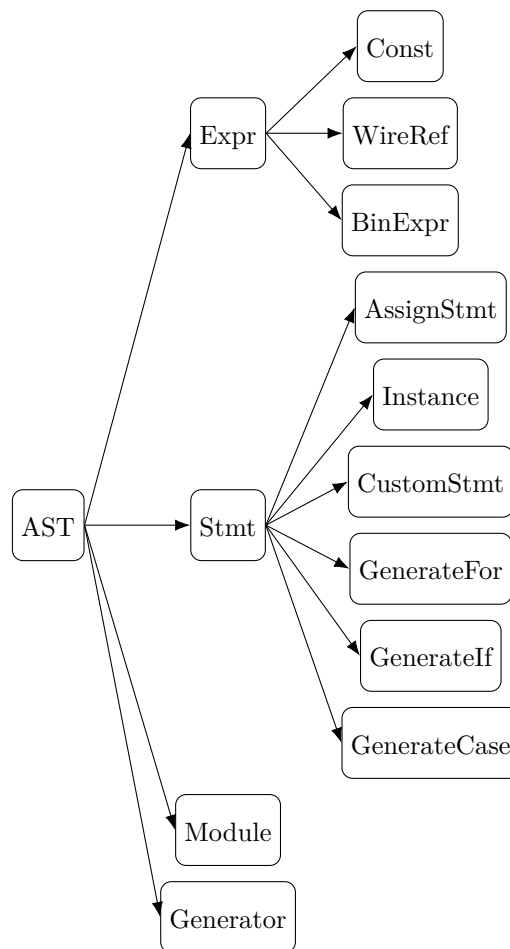 Const
Expr
WireRef
BinExpr
AssignStmt
Instance
CustomStmt
AST
Stmt
GenerateFor
GenerateIf
GenerateCase
Module
Generator